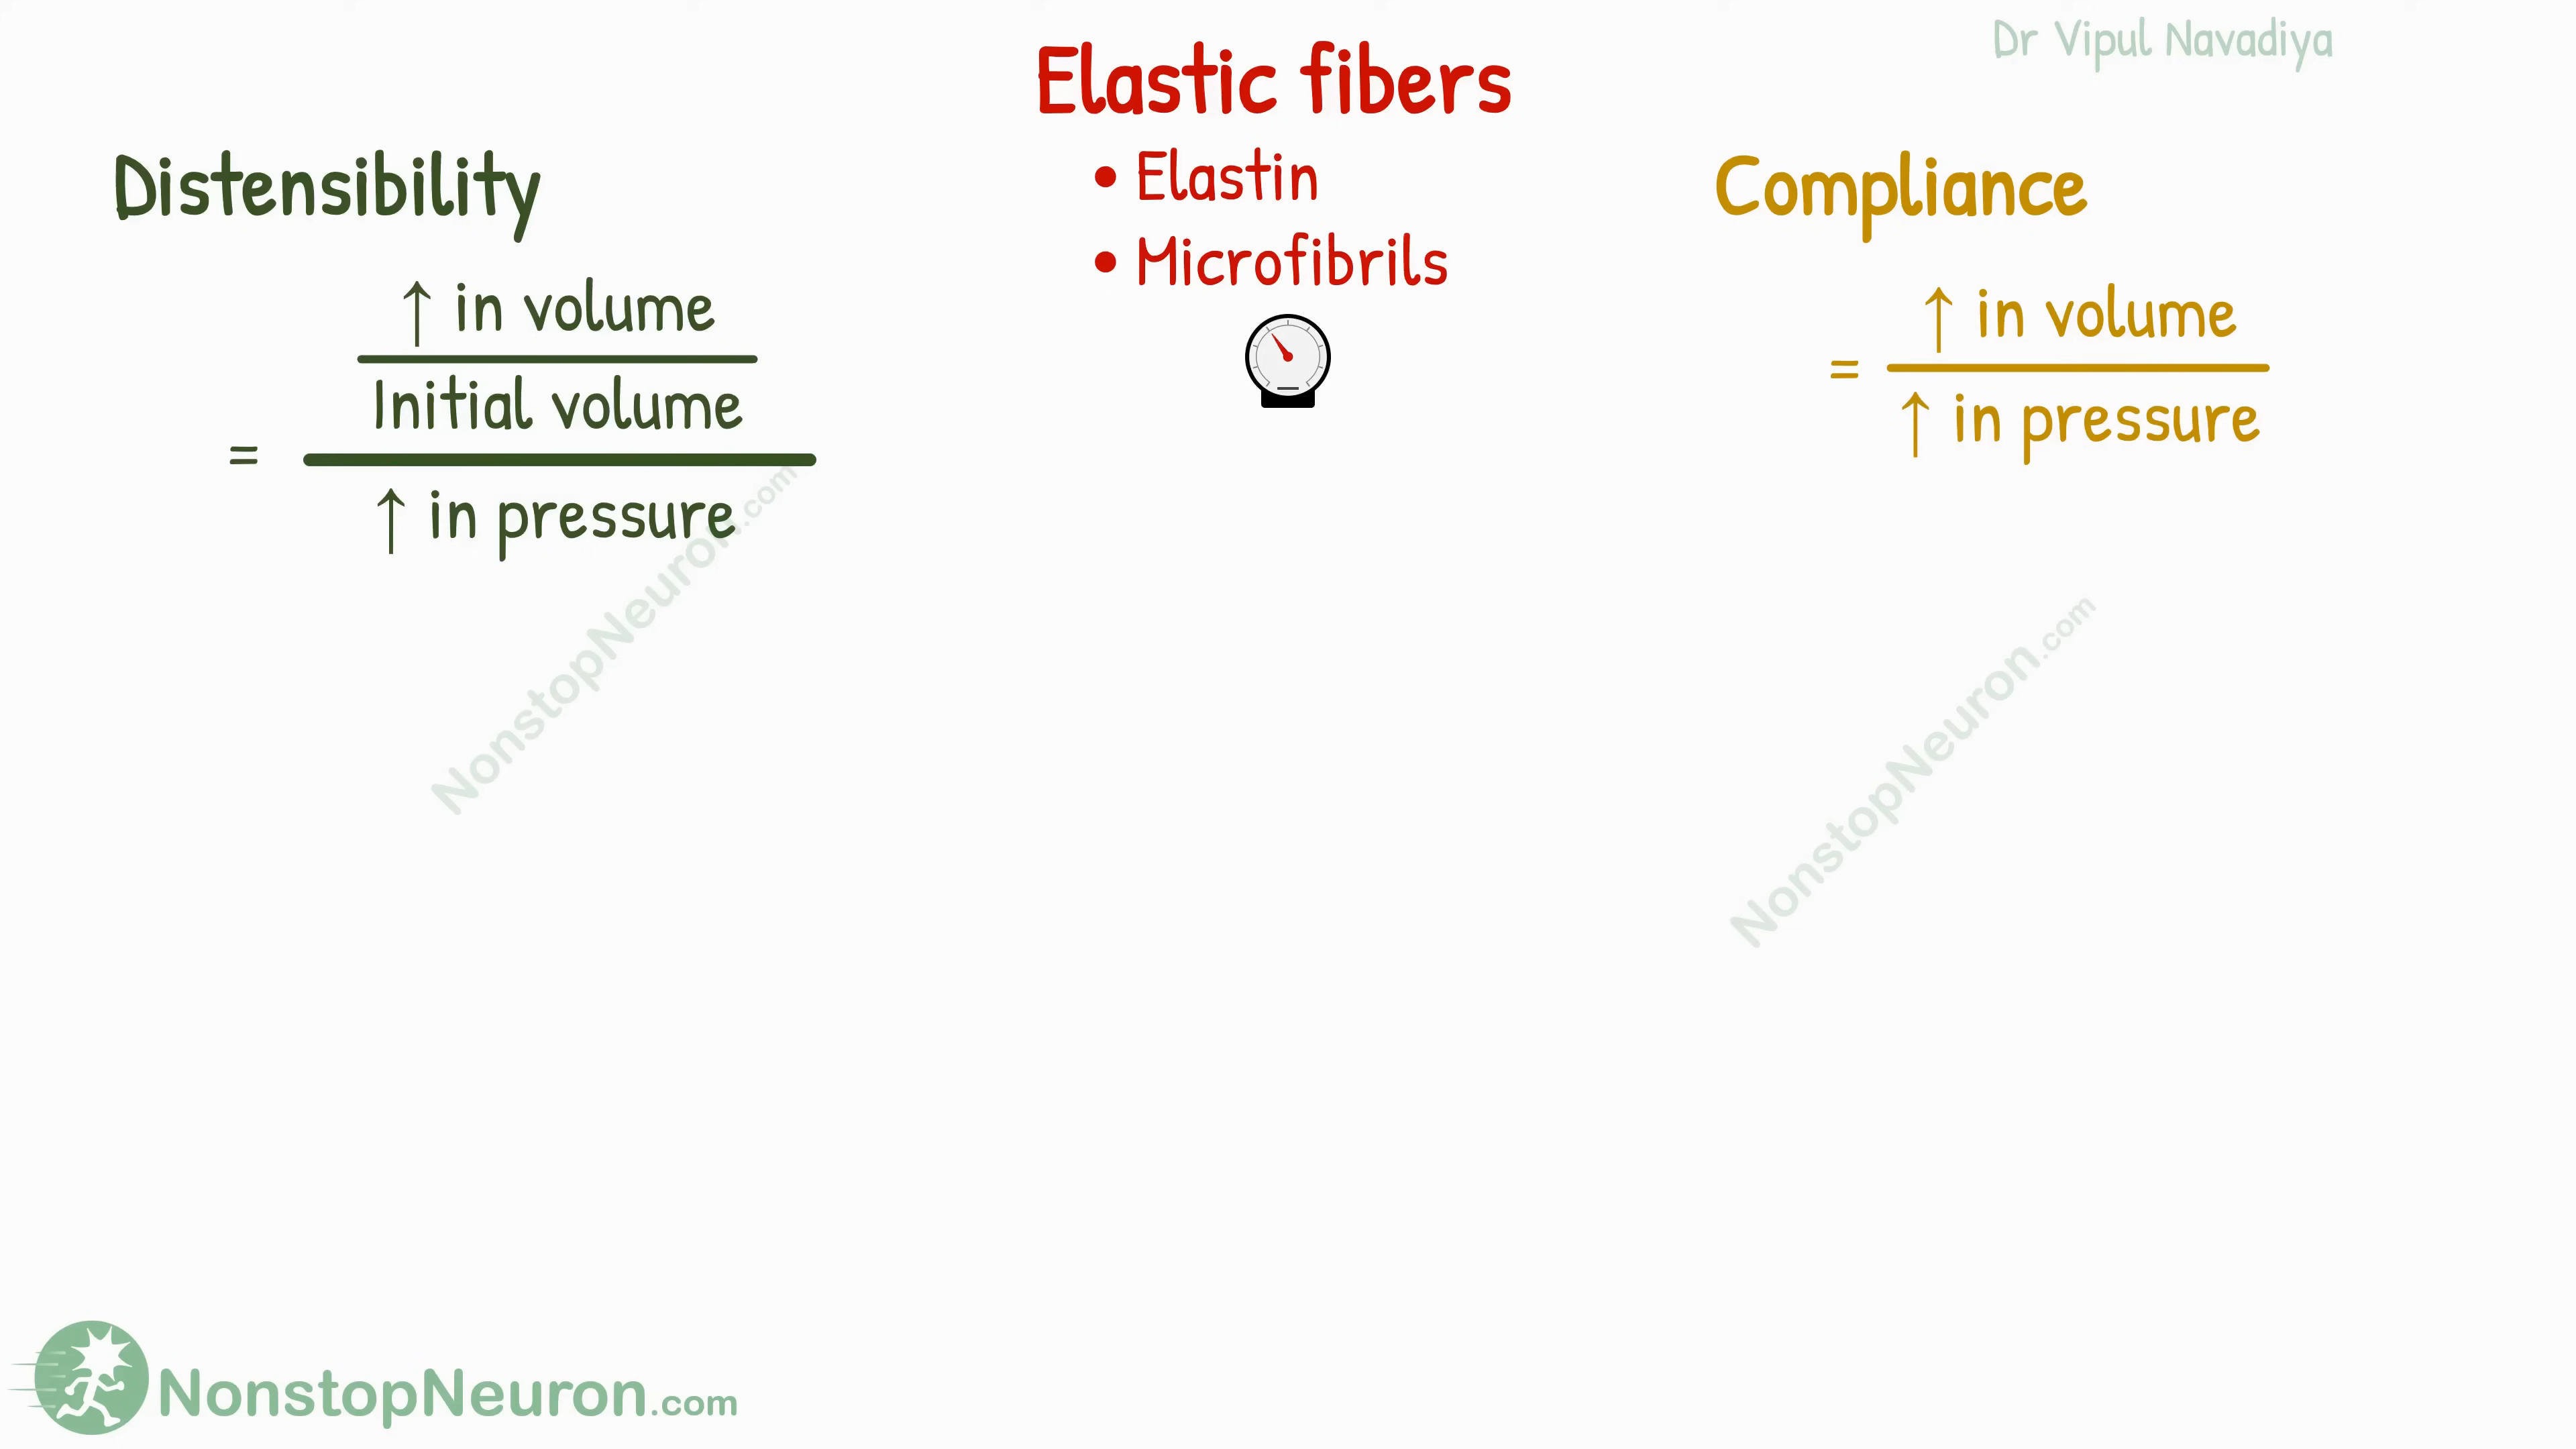 Dr Vipul Navadiya
Elastic fibers
• Elastin
• Microfibrils
Distensibility
= 
↑ in volume
Initial volume
↑ in pressure
Compliance
=
↑ in volume
↑ in pressure
NonstopNeuron.com
NonstopNeuron.com
NonstopNeuron.com